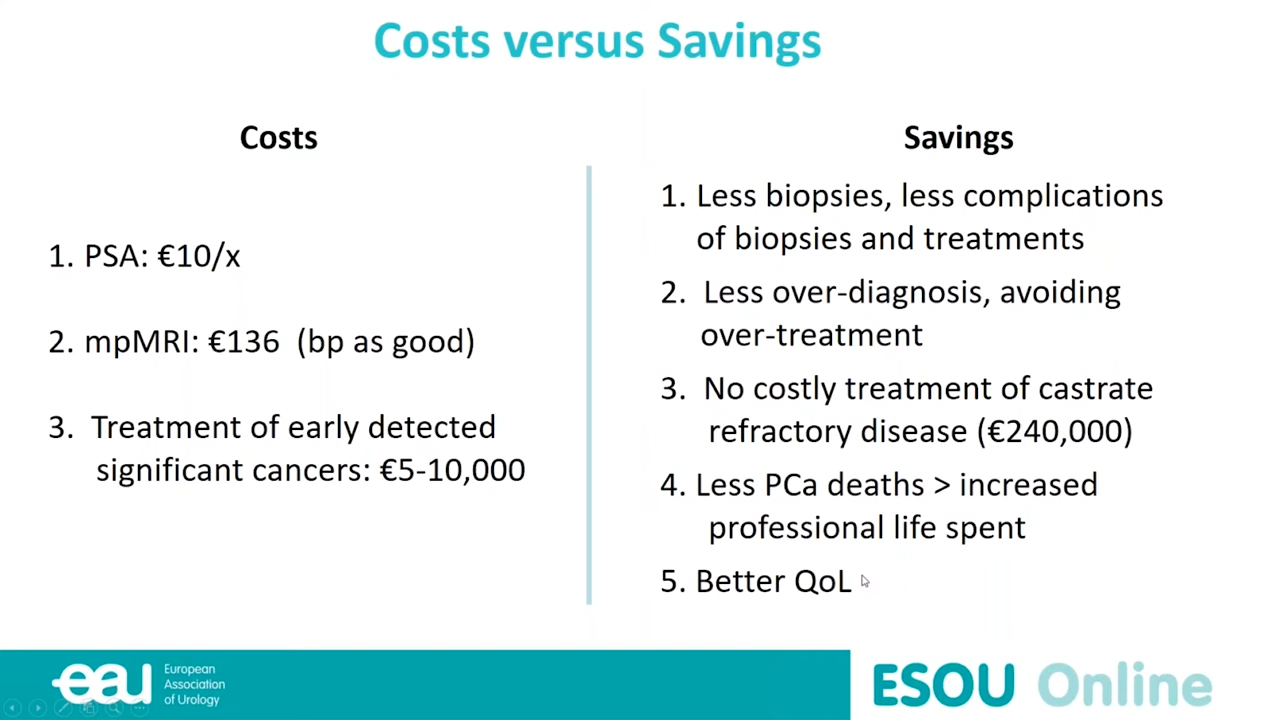 Costs versus Savings
Costs
1. PSA: €10/x
2. mpMRI: €136 (bp as good)
3. Treatment of early detected
significant cancers: €5-10,000
Savings
1. Less biopsies, less complications
of biopsies and treatments
2. Less over-diagnosis, avoiding
over-treatment
3. No costly treatment of castrate
refractory disease (€240,000)
4. Less PCa deaths > increased
professional life spent
5. Better QoL
eau
European
Association
of Urology
ESOU Online